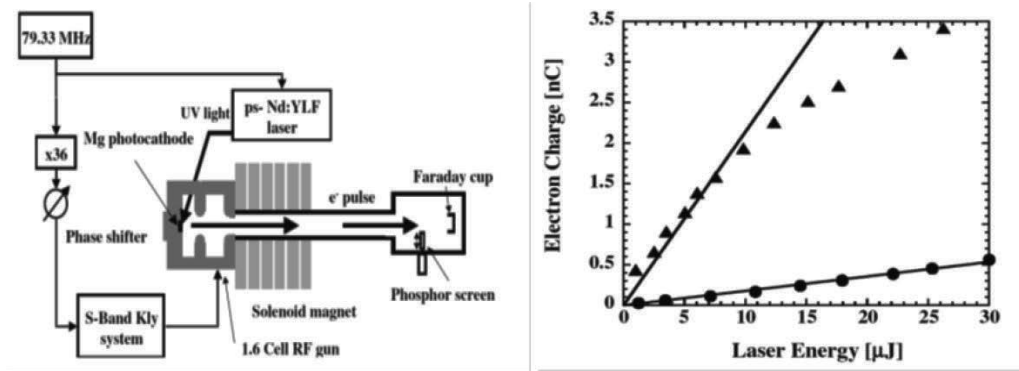 79.33 MHz
UV light
ps- Nd:YLF
laser
Mg photocathode
x36
Phase shifter
e- pulse
Faraday cup
Phosphor screen
Solenoid magnet
S-Band Kly
system
1.6 Cell RF gun
Electron Charge [nC]
3.5
3
2.5
2
1.5
1
0.5
0
0 5 10 15 20 25 30
Laser Energy [μJ]